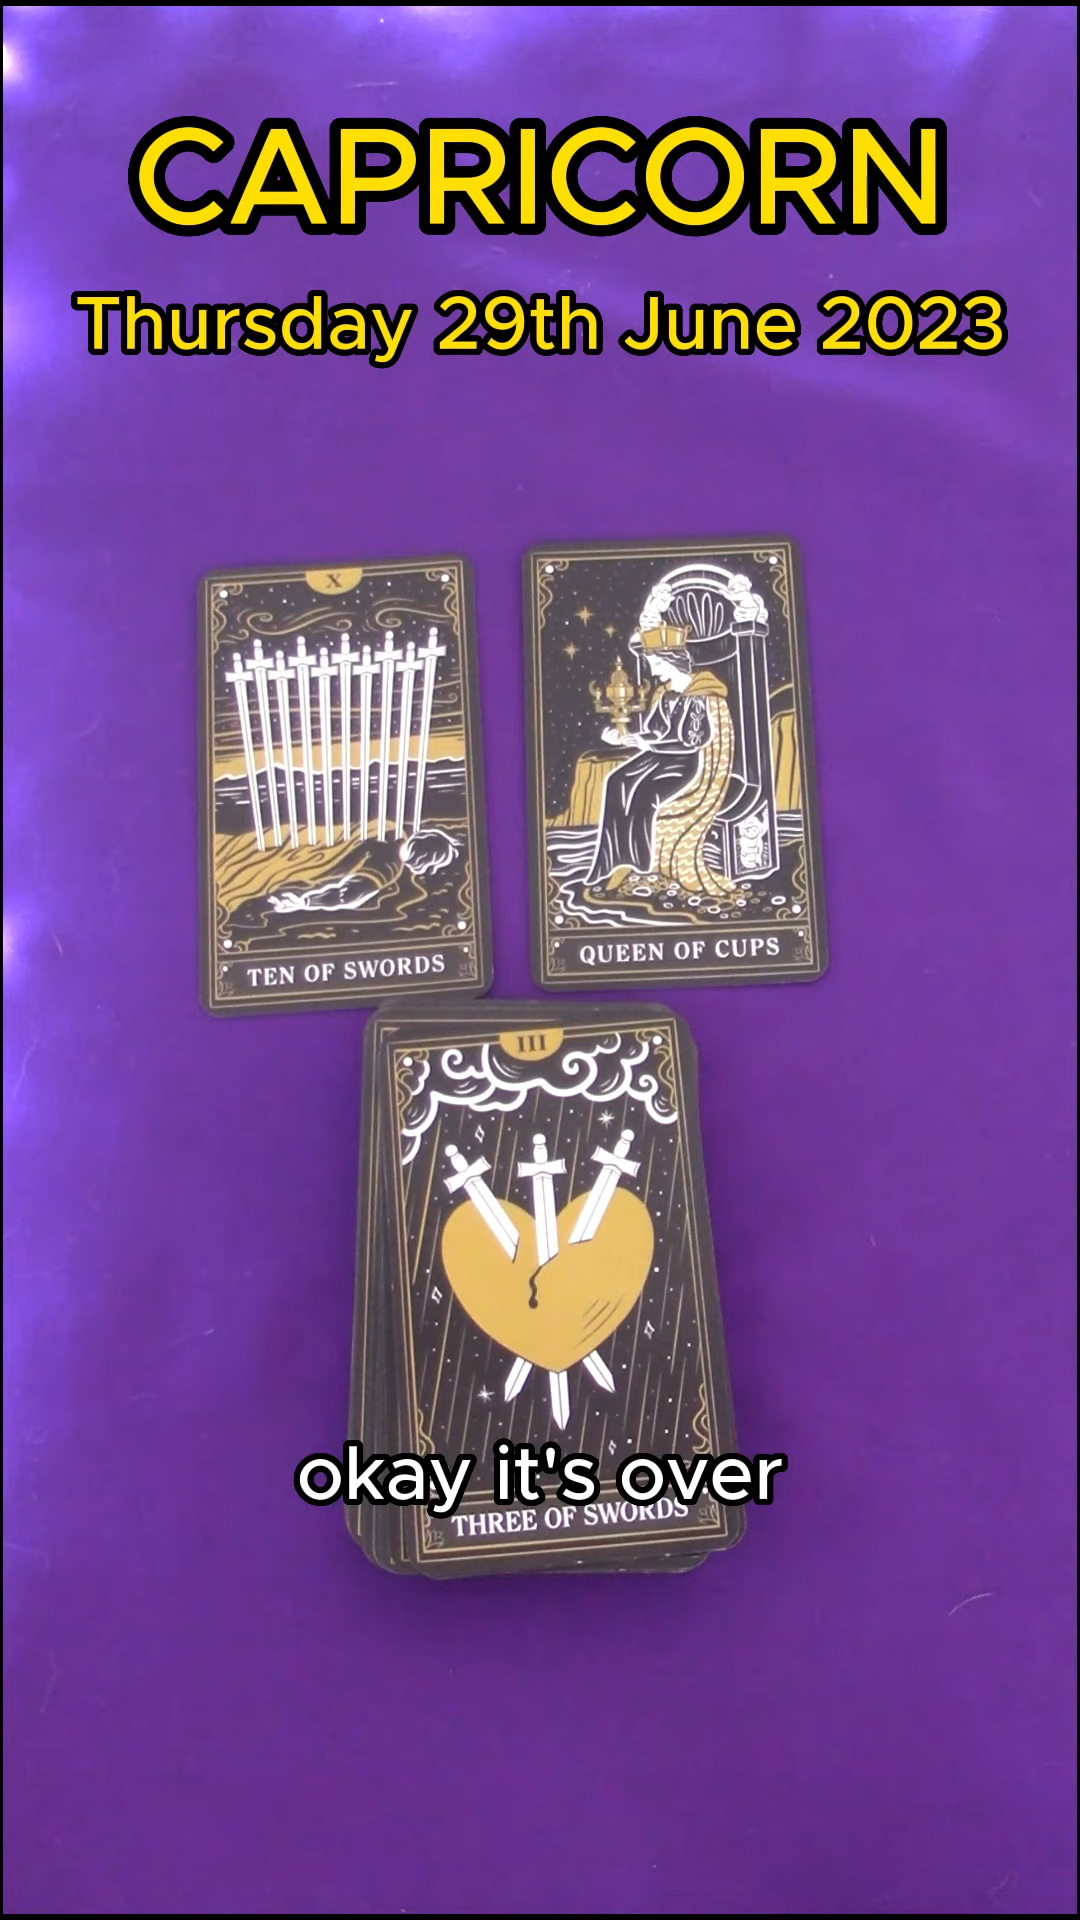 CAPRICORN
Thursday 29th June 2023
X
TEN OF SWORDS
QUEEN OF CUPS
III
okay it's over
THREE OF SWORDS